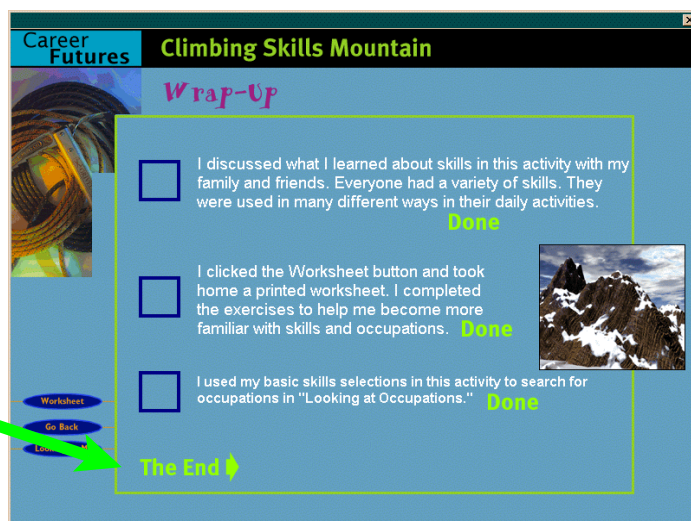 Career
Futures
Climbing Skills Mountain
Wrap-Up
I discussed what I learned about skills in this activity with my
family and friends. Everyone had a variety of skills. They
were used in many different ways in their daily activities.
Done
I clicked the Worksheet button and took
home a printed worksheet. I completed
the exercises to help me become more
familiar with skills and occupations. Done
I used my basic skills selections in this activity to search for
occupations in "Looking at Occupations." Done
Worksheet
Go Back
The End